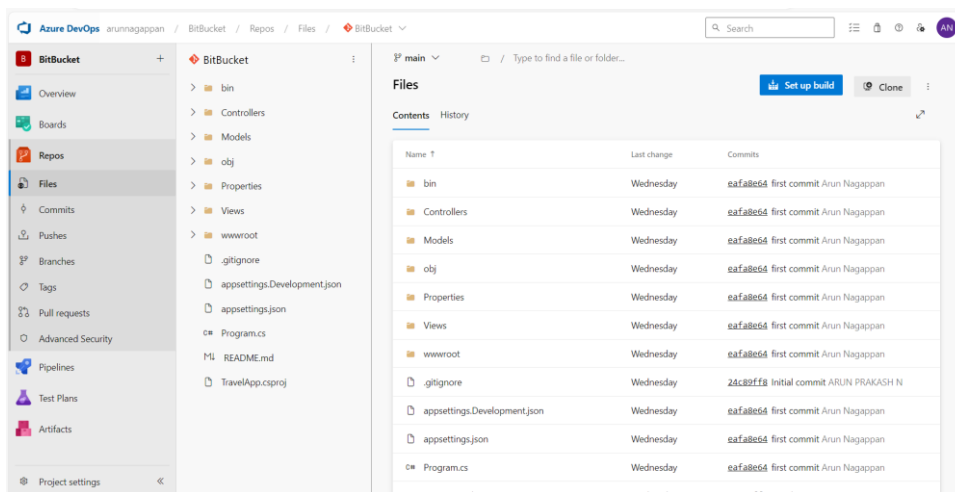 Azure DevOps arunnagappan / BitBucket / Repos / Files / BitBucket
Search
AN
B BitBucket +
Overview
Boards
Repos
Files
Commits
Pushes
Branches
Tags
Pull requests
Advanced Security
Pipelines
Test Plans
Artifacts
Project settings
BitBucket
bin
Controllers
Models
obj
Properties
Views
wwwroot
.gitignore
appsettings.Development.json
appsettings.json
C# Program.cs
M↓ README.md
TravelApp.csproj
main / Type to find a file or folder...
Files
Set up build
Clone
Contents History
Name ↑ Last change Commits
bin Wednesday eafa8e64 first commit Arun Nagappan
Controllers Wednesday eafa8e64 first commit Arun Nagappan
Models Wednesday eafa8e64 first commit Arun Nagappan
obj Wednesday eafa8e64 first commit Arun Nagappan
Properties Wednesday eafa8e64 first commit Arun Nagappan
Views Wednesday eafa8e64 first commit Arun Nagappan
wwwroot Wednesday eafa8e64 first commit Arun Nagappan
.gitignore Wednesday 24c89ff8 Initial commit ARUN PRAKASH N
appsettings.Development.json Wednesday eafa8e64 first commit Arun Nagappan
appsettings.json Wednesday eafa8e64 first commit Arun Nagappan
C# Program.cs Wednesday eafa8e64 first commit Arun Nagappan